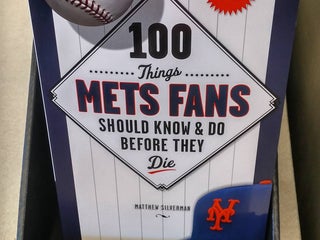 100
Things
METS FANS
SHOULD KNOW & DO
BEFORE THEY
Die
MATTHEW SILVERMAN
NY